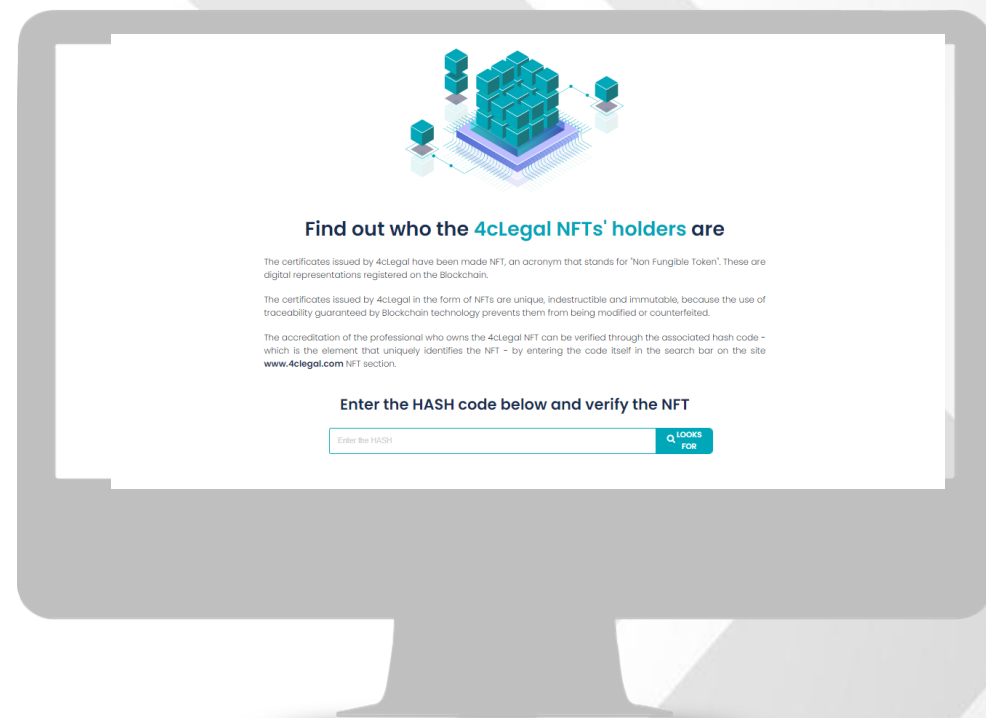 Find out who the 4cLegal NFTs' holders are
The certificates issued by 4cLegal have been made NFT, an acronym that stands for "Non Fungible Token". These are
digital representations registered on the Blockchain.
The certificates issued by 4cLegal in the form of NFTs are unique, indestructible and immutable, because the use of
traceability guaranteed by Blockchain technology prevents them from being modified or counterfeited.
The accreditation of the professional who owns the 4cLegal NFT can be verified through the associated hash code -
which is the element that uniquely identifies the NFT - by entering the code itself in the search bar on the site
www.4clegal.com NFT section.
Enter the HASH code below and verify the NFT
Enter the HASH
LOOKS
FOR